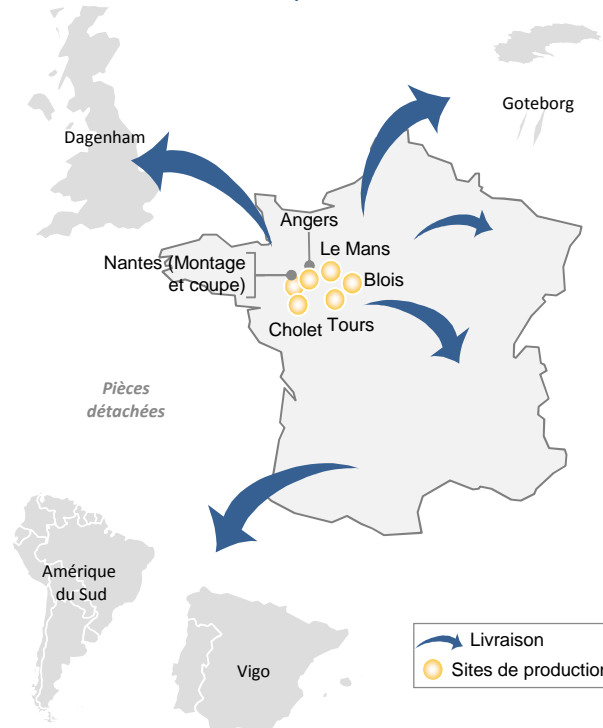 Goteborg
Dagenham
Angers
Le Mans
Nantes (Montage
et coupe)
Blois
Cholet
Tours
Pièces
détachées
Amérique
du Sud
Vigo
Livraison
Sites de production